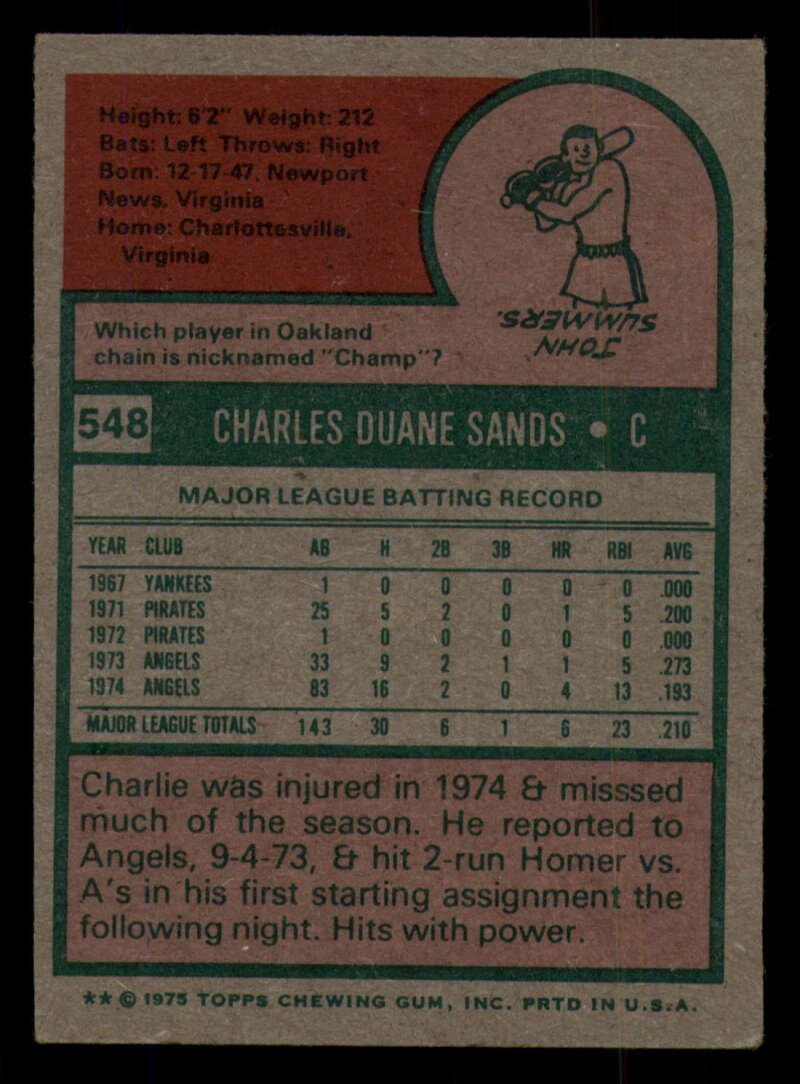 Height: 6'2" Weight: 212
Bats: Left Throws: Right
Born: 12-17-47, Newport
News, Virginia
Home: Charlottesville,
Virginia
Which player in Oakland
chain is nicknamed "Champ"?
JOHN
SUMMERS.
548 CHARLES DUANE SANDS • C
MAJOR LEAGUE BATTING RECORD
YEAR CLUB AB H 2B 3B HR RBI AVG
1967 YANKEES 1 0 0 0 0 0 .000
1971 PIRATES 25 5 2 0 1 5 .200
1972 PIRATES 1 0 0 0 0 0 .000
1973 ANGELS 33 9 2 1 1 5 .273
1974 ANGELS 83 16 2 0 4 13 .193
MAJOR LEAGUE TOTALS 143 30 6 1 6 23 .210
Charlie was injured in 1974 & misssed
much of the season. He reported to
Angels, 9-4-73, & hit 2-run Homer vs.
A's in his first starting assignment the
following night. Hits with power.
** © 1975 TOPPS CHEWING GUM, INC. PRTD IN U.S.A.